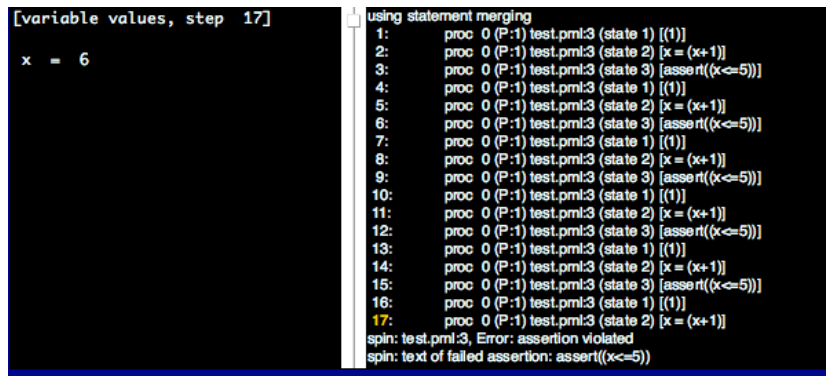 [variable values, step  17]
x  =  6
using statement merging
1: proc 0 (P:1) test.pml:3 (state 1) [(1)]
2: proc 0 (P:1) test.pml:3 (state 2) [x = (x+1)]
3: proc 0 (P:1) test.pml:3 (state 3) [assert((x<=5))]
4: proc 0 (P:1) test.pml:3 (state 1) [(1)]
5: proc 0 (P:1) test.pml:3 (state 2) [x = (x+1)]
6: proc 0 (P:1) test.pml:3 (state 3) [assert((x<=5))]
7: proc 0 (P:1) test.pml:3 (state 1) [(1)]
8: proc 0 (P:1) test.pml:3 (state 2) [x = (x+1)]
9: proc 0 (P:1) test.pml:3 (state 3) [assert((x<=5))]
10: proc 0 (P:1) test.pml:3 (state 1) [(1)]
11: proc 0 (P:1) test.pml:3 (state 2) [x = (x+1)]
12: proc 0 (P:1) test.pml:3 (state 3) [assert((x<=5))]
13: proc 0 (P:1) test.pml:3 (state 1) [(1)]
14: proc 0 (P:1) test.pml:3 (state 2) [x = (x+1)]
15: proc 0 (P:1) test.pml:3 (state 3) [assert((x<=5))]
16: proc 0 (P:1) test.pml:3 (state 1) [(1)]
17: proc 0 (P:1) test.pml:3 (state 2) [x = (x+1)]
spin: test.pml:3, Error: assertion violated
spin: text of failed assertion: assert((x<=5))